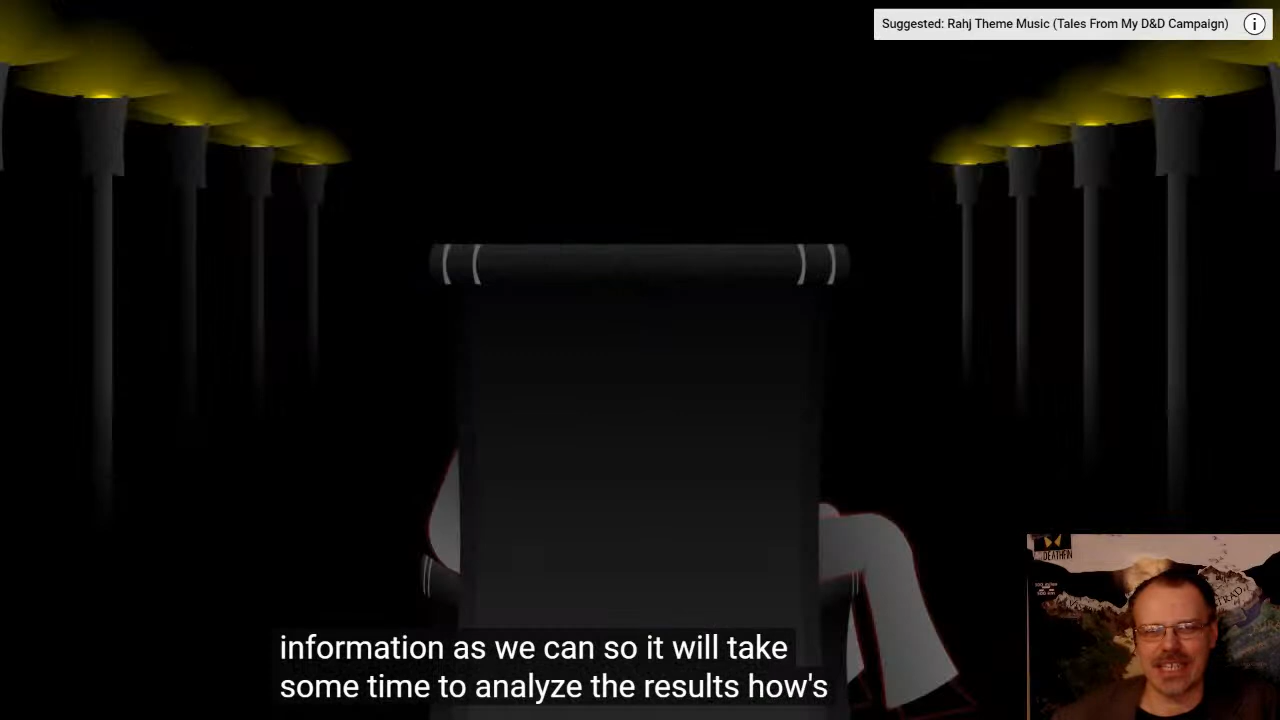 Suggested: Rahj Theme Music (Tales From My D&D Campaign)
information as we can so it will take
some time to analyze the results how's